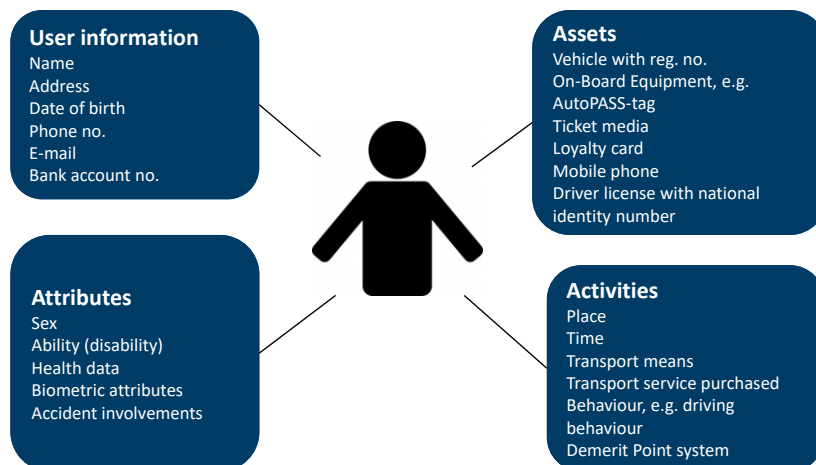 User information
Name
Address
Date of birth
Phone no.
E-mail
Bank account no.
Assets
Vehicle with reg. no.
On-Board Equipment, e.g.
AutoPASS-tag
Ticket media
Loyalty card
Mobile phone
Driver license with national
identity number
Attributes
Sex
Ability (disability)
Health data
Biometric attributes
Accident involvements
Activities
Place
Time
Transport means
Transport service purchased
Behaviour, e.g. driving
behaviour
Demerit Point system